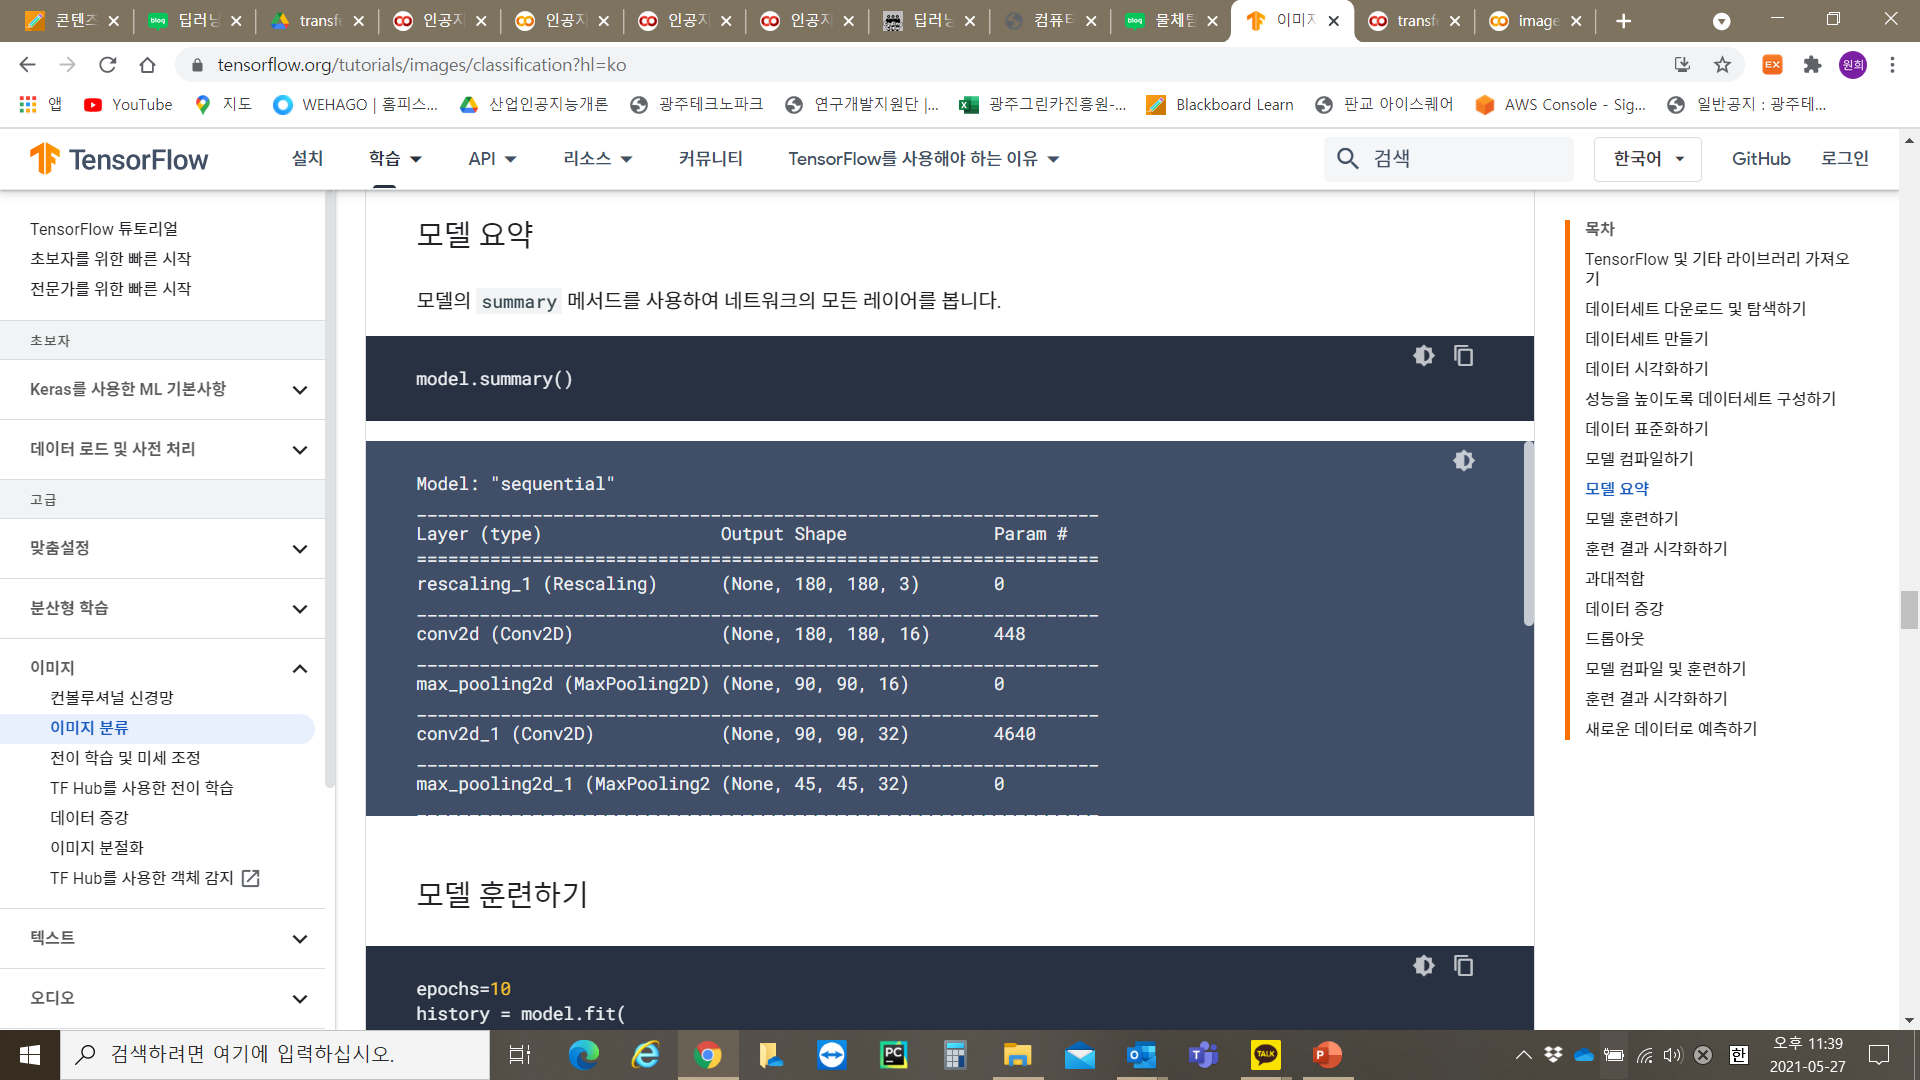 콘텐츠
딥러닝
transfe
인공지
인공지
인공지
인공지
딥러닝
컴퓨터
물체탐
이미지
transf
image
tensorflow.org/tutorials/images/classification?hl=ko
EX
원희
앱
YouTube
지도
WEHAGO | 홈피스...
산업인공지능개론
광주테크노파크
연구개발지원단 |...
광주그린카진흥원-...
Blackboard Learn
판교 아이스퀘어
AWS Console - Sig...
일반공지 : 광주테...
TensorFlow
설치
학습
API
리소스
커뮤니티
TensorFlow를 사용해야 하는 이유
검색
한국어
GitHub
로그인
TensorFlow 튜토리얼
초보자를 위한 빠른 시작
전문가를 위한 빠른 시작
초보자
Keras를 사용한 ML 기본사항
데이터 로드 및 사전 처리
고급
맞춤설정
분산형 학습
이미지
컨볼루셔널 신경망
이미지 분류
전이 학습 및 미세 조정
TF Hub를 사용한 전이 학습
데이터 증강
이미지 분절화
TF Hub를 사용한 객체 감지
텍스트
오디오
모델 요약
모델의 summary 메서드를 사용하여 네트워크의 모든 레이어를 봅니다.
model.summary()
Model: "sequential"
_________________________________________________________________
Layer (type)                 Output Shape              Param #
=================================================================
rescaling_1 (Rescaling)      (None, 180, 180, 3)       0
_________________________________________________________________
conv2d (Conv2D)              (None, 180, 180, 16)      448
_________________________________________________________________
max_pooling2d (MaxPooling2D) (None, 90, 90, 16)        0
_________________________________________________________________
conv2d_1 (Conv2D)            (None, 90, 90, 32)        4640
_________________________________________________________________
max_pooling2d_1 (MaxPooling2 (None, 45, 45, 32)        0
_________________________________________________________________
모델 훈련하기
epochs=10
history = model.fit(
목차
TensorFlow 및 기타 라이브러리 가져오
기
데이터세트 다운로드 및 탐색하기
데이터세트 만들기
데이터 시각화하기
성능을 높이도록 데이터세트 구성하기
데이터 표준화하기
모델 컴파일하기
모델 요약
모델 훈련하기
훈련 결과 시각화하기
과대적합
데이터 증강
드롭아웃
모델 컴파일 및 훈련하기
훈련 결과 시각화하기
새로운 데이터로 예측하기
검색하려면 여기에 입력하십시오.
PC
TALK
한
오후 11:39
2021-05-27